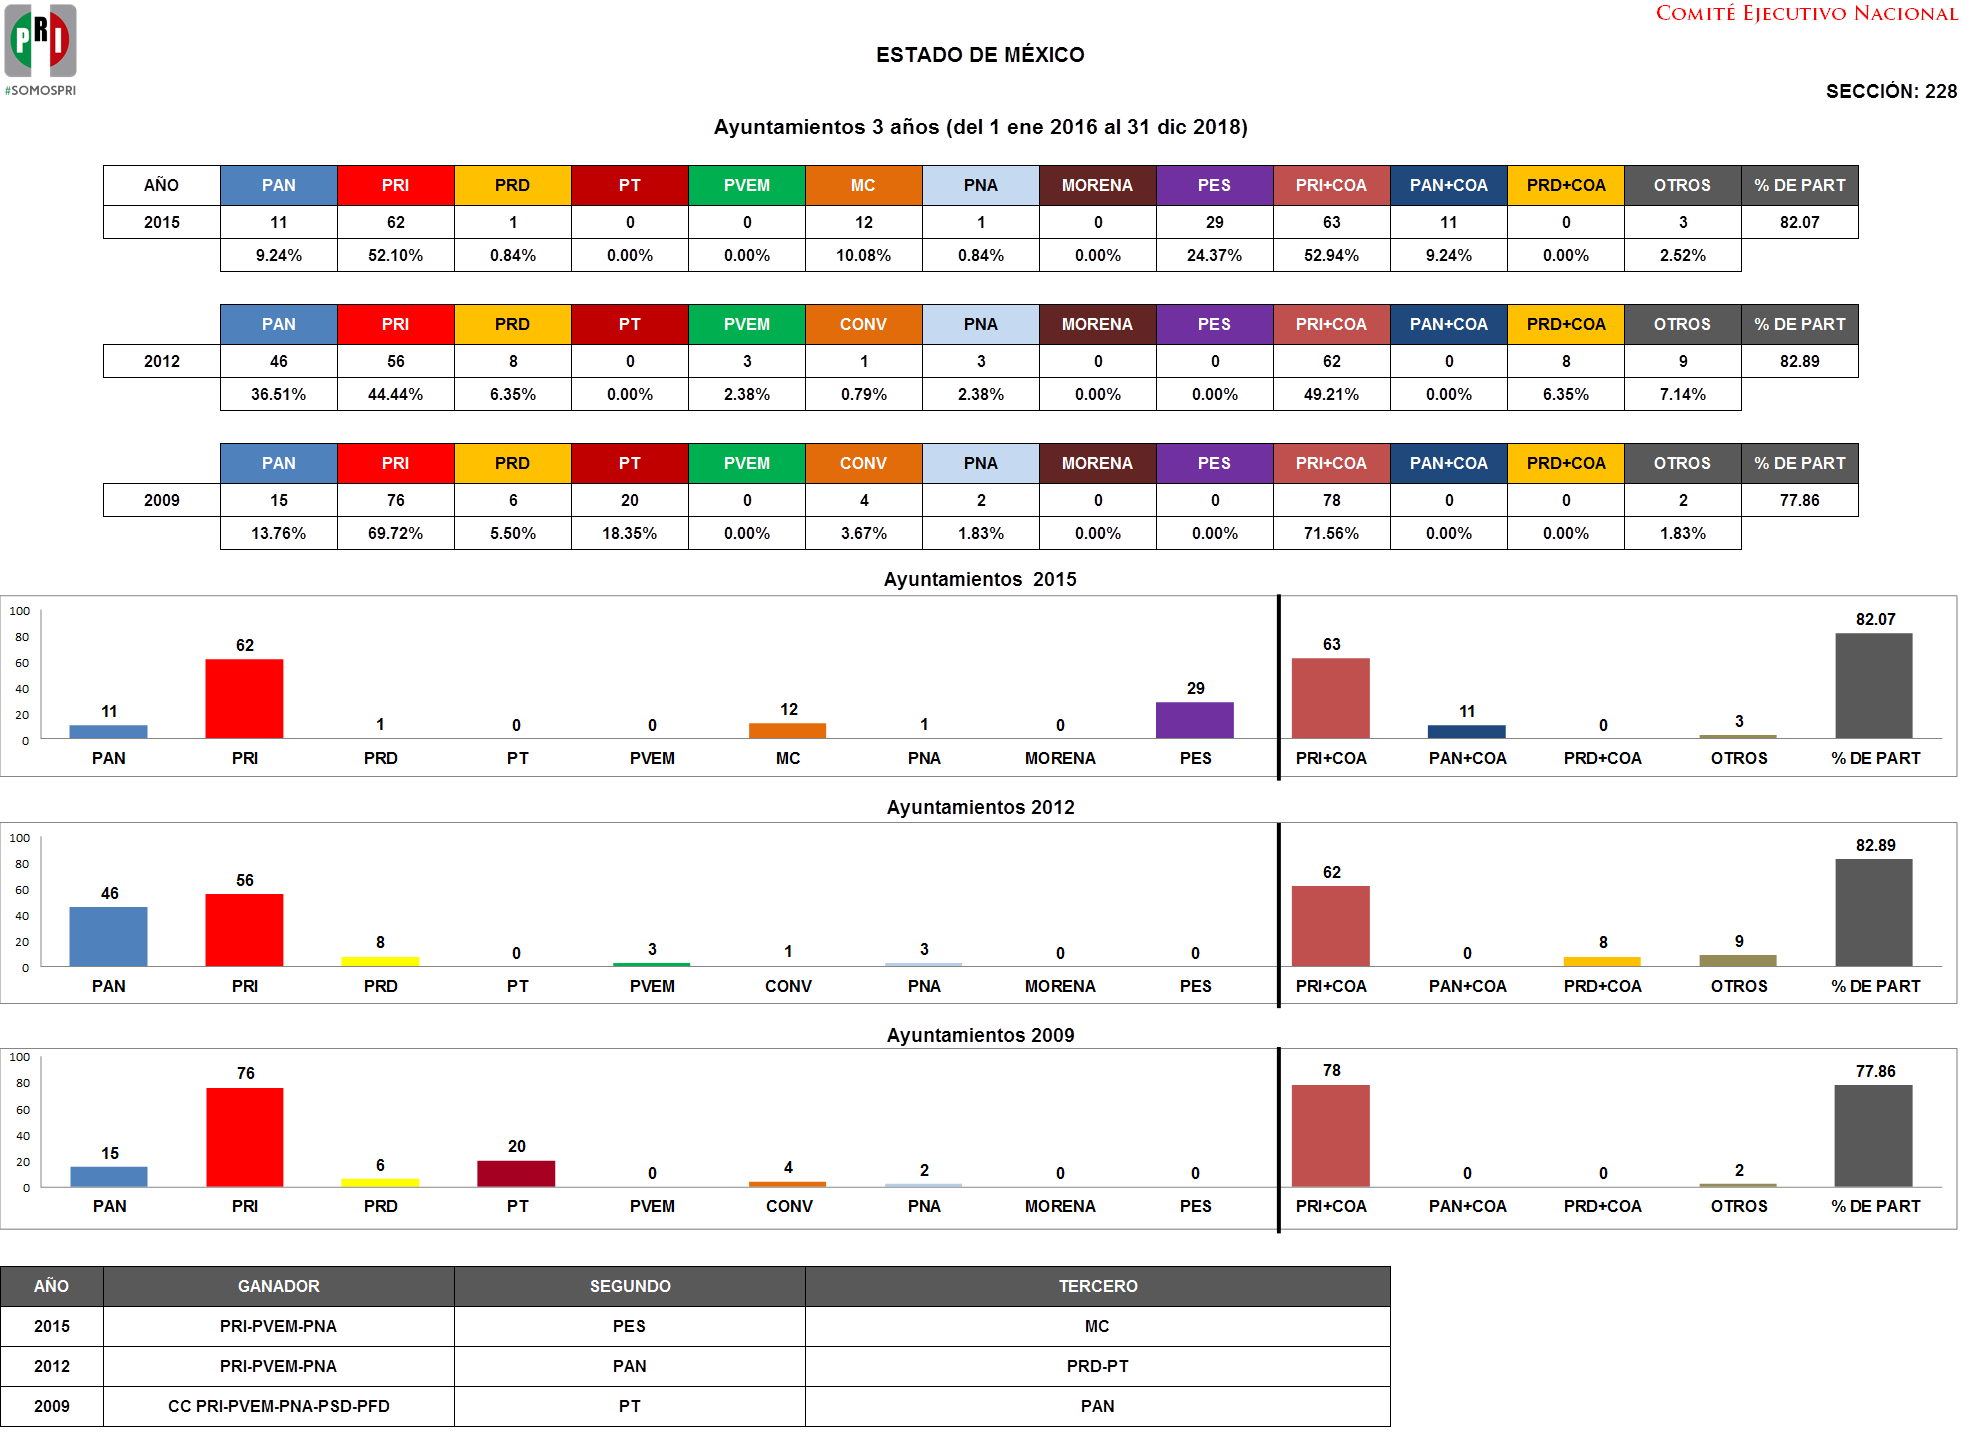 PRI
#SOMOSPRI
COMITÉ EJECUTIVO NACIONAL
ESTADO DE MÉXICO
SECCIÓN: 228
Ayuntamientos 3 años (del 1 ene 2016 al 31 dic 2018)
AÑO PAN PRI PRD PT PVEM MC PNA MORENA PES PRI+COA PAN+COA PRD+COA OTROS % DE PART
2015 11 62 1 0 0 12 1 0 29 63 11 0 3 82.07
9.24% 52.10% 0.84% 0.00% 0.00% 10.08% 0.84% 0.00% 24.37% 52.94% 9.24% 0.00% 2.52%
PAN PRI PRD PT PVEM CONV PNA MORENA PES PRI+COA PAN+COA PRD+COA OTROS % DE PART
2012 46 56 8 0 3 1 3 0 0 62 0 8 9 82.89
36.51% 44.44% 6.35% 0.00% 2.38% 0.79% 2.38% 0.00% 0.00% 49.21% 0.00% 6.35% 7.14%
PAN PRI PRD PT PVEM CONV PNA MORENA PES PRI+COA PAN+COA PRD+COA OTROS % DE PART
2009 15 76 6 20 0 4 2 0 0 78 0 0 2 77.86
13.76% 69.72% 5.50% 18.35% 0.00% 3.67% 1.83% 0.00% 0.00% 71.56% 0.00% 0.00% 1.83%
Ayuntamientos 2015
100
80
60
40
20
0
11 62 1 0 0 12 1 0 29 63 11 0 3 82.07
PAN PRI PRD PT PVEM MC PNA MORENA PES PRI+COA PAN+COA PRD+COA OTROS % DE PART
Ayuntamientos 2012
100
80
60
40
20
0
46 56 8 0 3 1 3 0 0 62 0 8 9 82.89
PAN PRI PRD PT PVEM CONV PNA MORENA PES PRI+COA PAN+COA PRD+COA OTROS % DE PART
Ayuntamientos 2009
100
80
60
40
20
0
15 76 6 20 0 4 2 0 0 78 0 0 2 77.86
PAN PRI PRD PT PVEM CONV PNA MORENA PES PRI+COA PAN+COA PRD+COA OTROS % DE PART
AÑO GANADOR SEGUNDO TERCERO
2015 PRI-PVEM-PNA PES MC
2012 PRI-PVEM-PNA PAN PRD-PT
2009 CC PRI-PVEM-PNA-PSD-PFD PT PAN